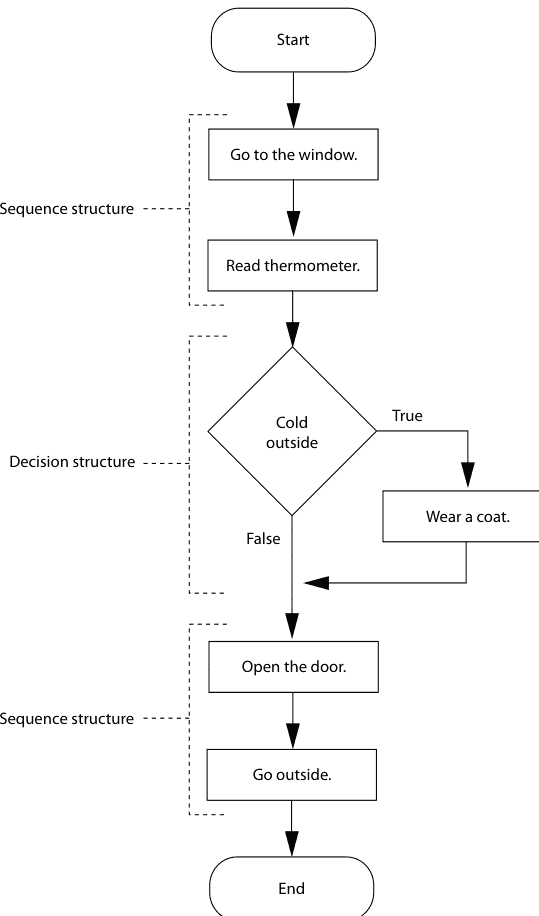 Start
Go to the window.
Sequence structure
Read thermometer.
Cold
outside
True
Decision structure
Wear a coat.
False
Open the door.
Sequence structure
Go outside.
End